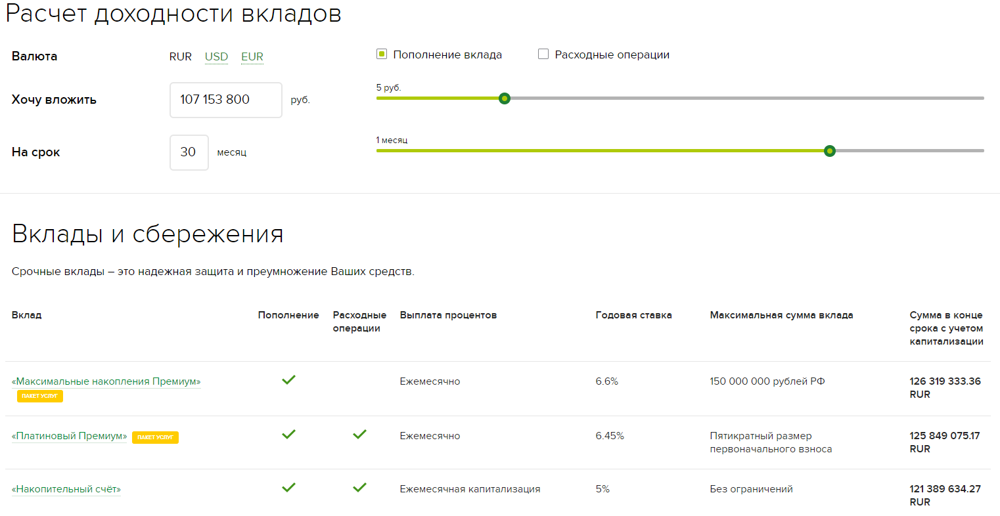 Расчет доходности вкладов
Валюта RUR USD EUR Пополнение вклада Расходные операции
5 руб.
Хочу вложить 107 153 800 руб.
1 месяц
На срок 30 месяц
Вклады и сбережения
Срочные вклады – это надежная защита и преумножение Ваших средств.
Вклад Пополнение Расходные Выплата процентов Годовая ставка Максимальная сумма вклада Сумма в конце
операции срока с учетом
капитализации
«Максимальные накопления Премиум» Ежемесячно 6.6% 150 000 000 рублей РФ 126 319 333.36
ПАКЕТ УСЛУГ RUR
«Платиновый Премиум» ПАКЕТ УСЛУГ Ежемесячно 6.45% Пятикратный размер 125 849 075.17
первоначального взноса RUR
«Накопительный счёт» Ежемесячная капитализация 5% Без ограничений 121 389 634.27
RUR